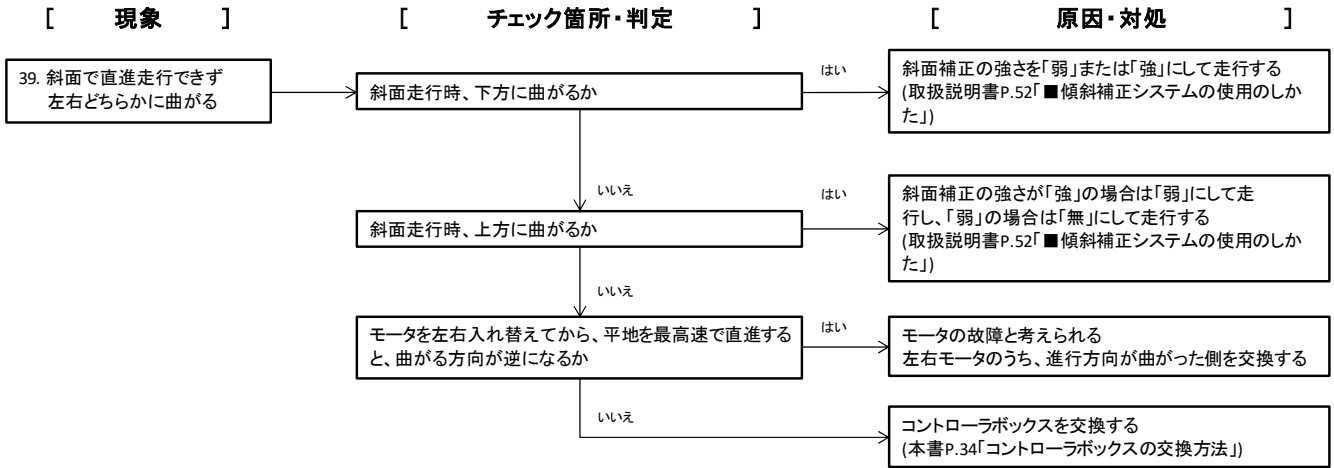 [ 現象 ]
[ チェック箇所・判定 ]
[ 原因・対処 ]
39. 斜面で直進走行できず
左右どちらかに曲がる
斜面走行時、下方に曲がるか
はい
斜面補正の強さを「弱」または「強」にして走行する
(取扱説明書P.52「■傾斜補正システムの使用のしか
た」)
いいえ
斜面走行時、上方に曲がるか
はい
斜面補正の強さが「強」の場合は「弱」にして走
行し、「弱」の場合は「無」にして走行する
(取扱説明書P.52「■傾斜補正システムの使用のしか
た」)
いいえ
モータを左右入れ替えてから、平地を最高速で直進する
と、曲がる方向が逆になるか
はい
モータの故障と考えられる
左右モータのうち、進行方向が曲がった側を交換する
いいえ
コントローラボックスを交換する
(本書P.34「コントローラボックスの交換方法」)